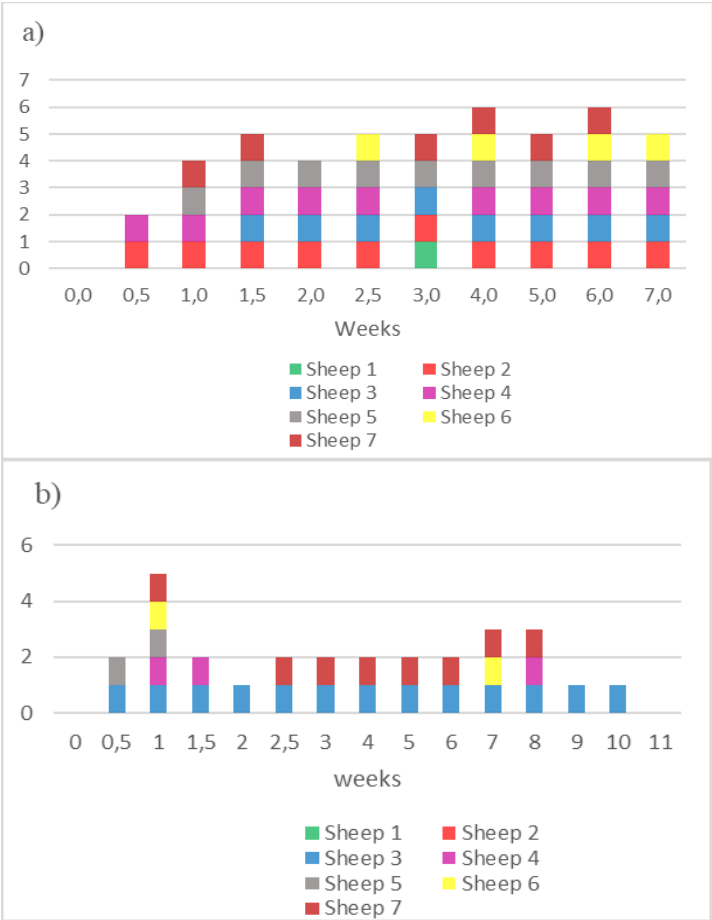 a)
7
6
5
4
3
2
1
0
0,0 0,5 1,0 1,5 2,0 2,5 3,0 4,0 5,0 6,0 7,0
Weeks
Sheep 1 Sheep 2
Sheep 3 Sheep 4
Sheep 5 Sheep 6
Sheep 7
b)
6
4
2
0
0 0,5 1 1,5 2 2,5 3 4 5 6 7 8 9 10 11
weeks
Sheep 1 Sheep 2
Sheep 3 Sheep 4
Sheep 5 Sheep 6
Sheep 7